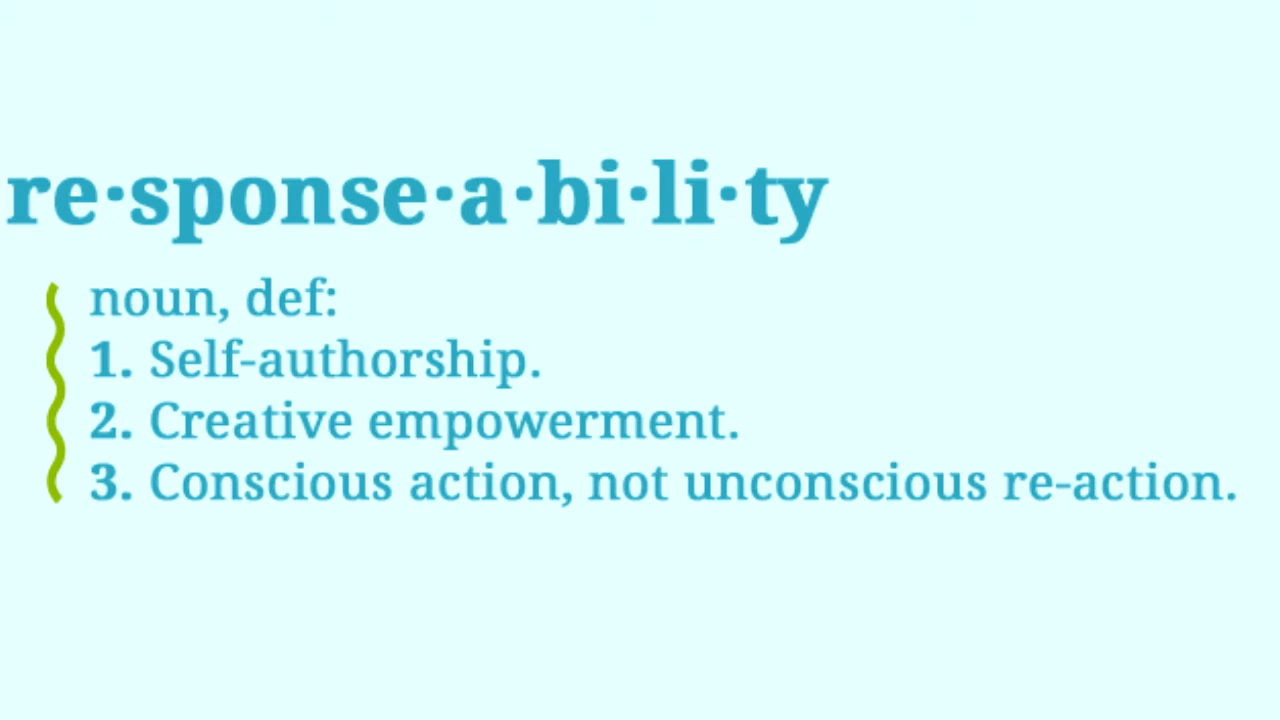 re·sponse·a·bi·li·ty
noun, def:
1. Self-authorship.
2. Creative empowerment.
3. Conscious action, not unconscious re-action.